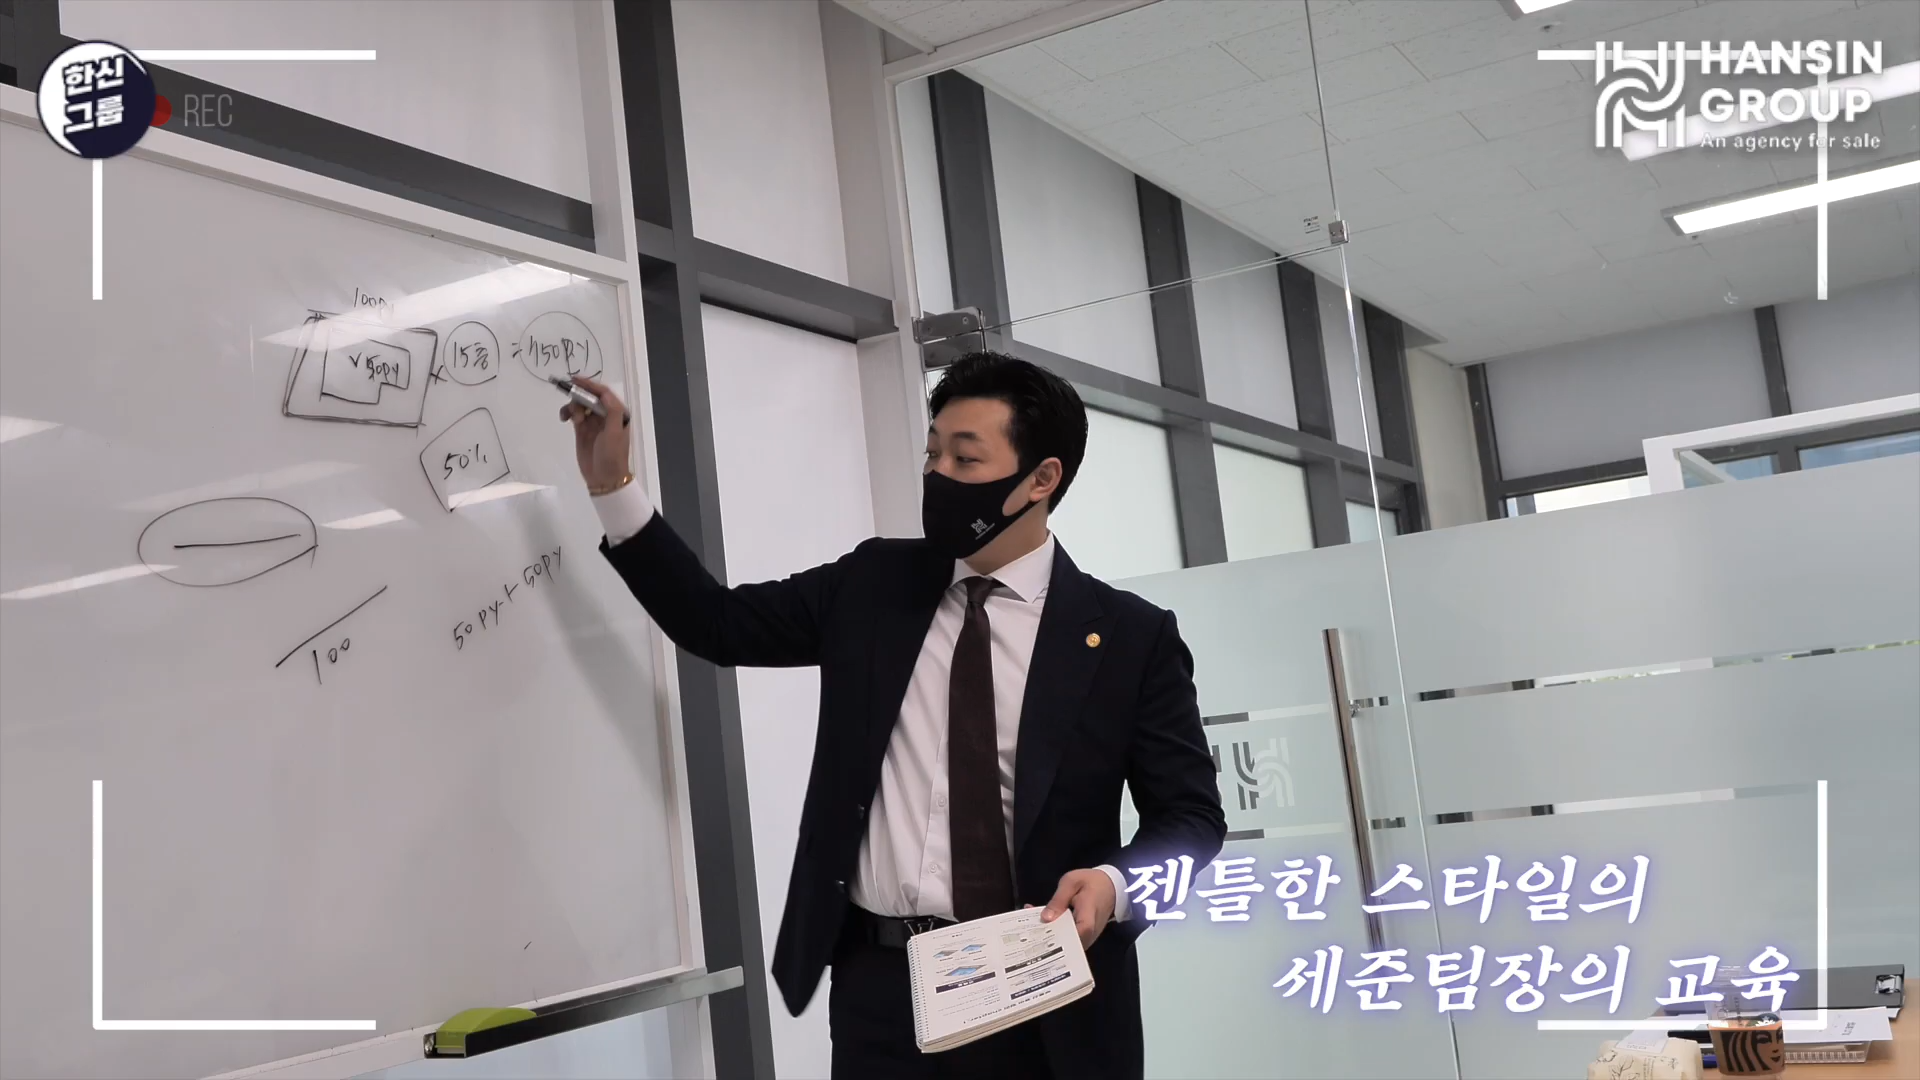 한신
그룹
REC
HANSIN
GROUP
An agency for sale
100py
50py
x 15층 = 750py
50%
50py + 50py
100
젠틀한 스타일의
세준팀장의 교육